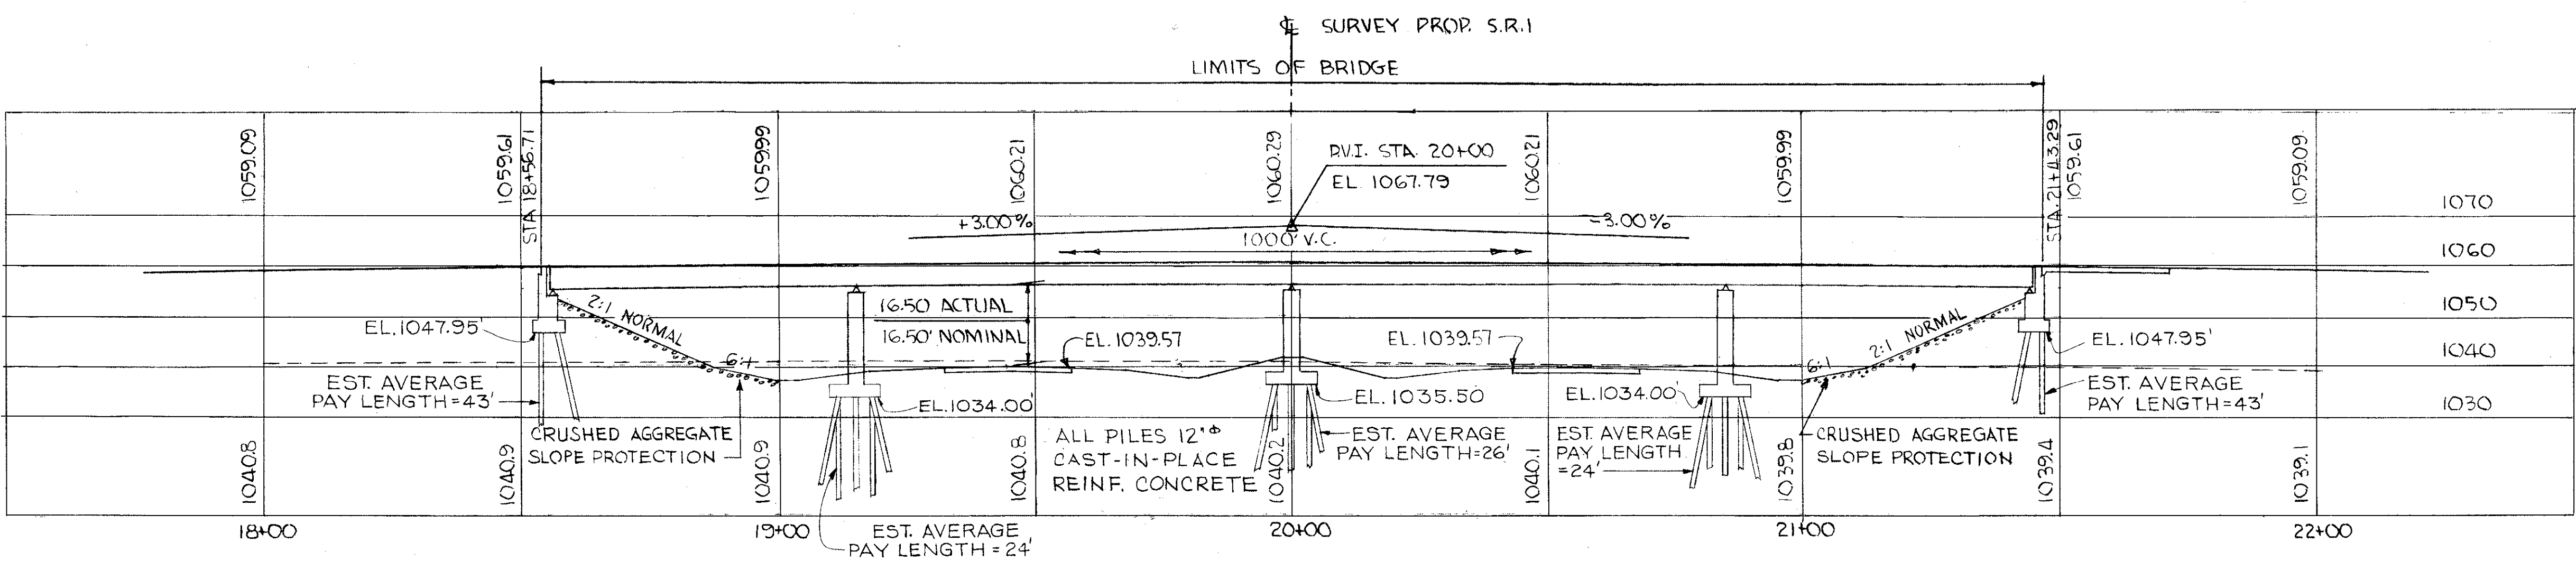 ℄ SURVEY PROP. S.R.1
LIMITS OF BRIDGE
1059.09
1059.61
STA 18+56.71
1059.99
1060.21
1060.29
P.V.I. STA. 20+00
EL. 1067.79
1060.21
1059.99
STA. 21+43.29
1059.61
1059.09
1070
+3.00%
-3.00%
1000' V.C.
1060
2:1 NORMAL
16.50 ACTUAL
16.50' NOMINAL
2:1 NORMAL
1050
EL. 1047.95'
EL. 1039.57
EL. 1039.57
EL. 1047.95'
6:1
6:1
1040
EST. AVERAGE
PAY LENGTH=43'
EL. 1034.00'
EL. 1035.50
EL. 1034.00'
EST. AVERAGE
PAY LENGTH=43'
1030
CRUSHED AGGREGATE
SLOPE PROTECTION
ALL PILES 12"Φ
CAST-IN-PLACE
REINF. CONCRETE
EST. AVERAGE
PAY LENGTH=26'
EST. AVERAGE
PAY LENGTH
=24'
CRUSHED AGGREGATE
SLOPE PROTECTION
1040.8
1040.9
1040.9
1040.8
1040.2
1040.1
1039.8
1039.4
1039.1
18+00
19+00
20+00
21+00
22+00
EST. AVERAGE
PAY LENGTH = 24'